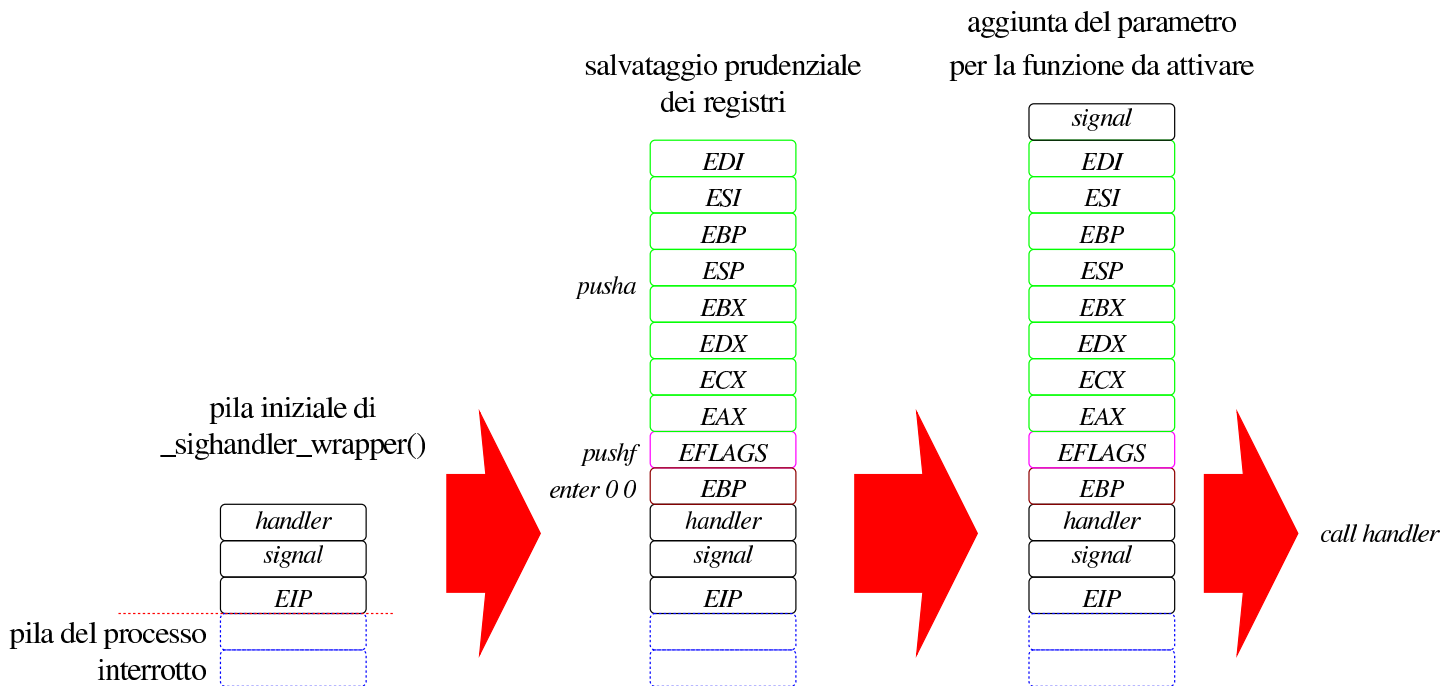 pila iniziale di
_sighandler_wrapper()
handler
signal
EIP
pila del processo
interrotto
salvataggio prudenziale
dei registri
EDI
ESI
EBP
ESP
pusha
EBX
EDX
ECX
EAX
pushf
EFLAGS
enter 0 0
EBP
handler
signal
EIP
aggiunta del parametro
per la funzione da attivare
signal
EDI
ESI
EBP
ESP
EBX
EDX
ECX
EAX
EFLAGS
EBP
handler
signal
EIP
call handler